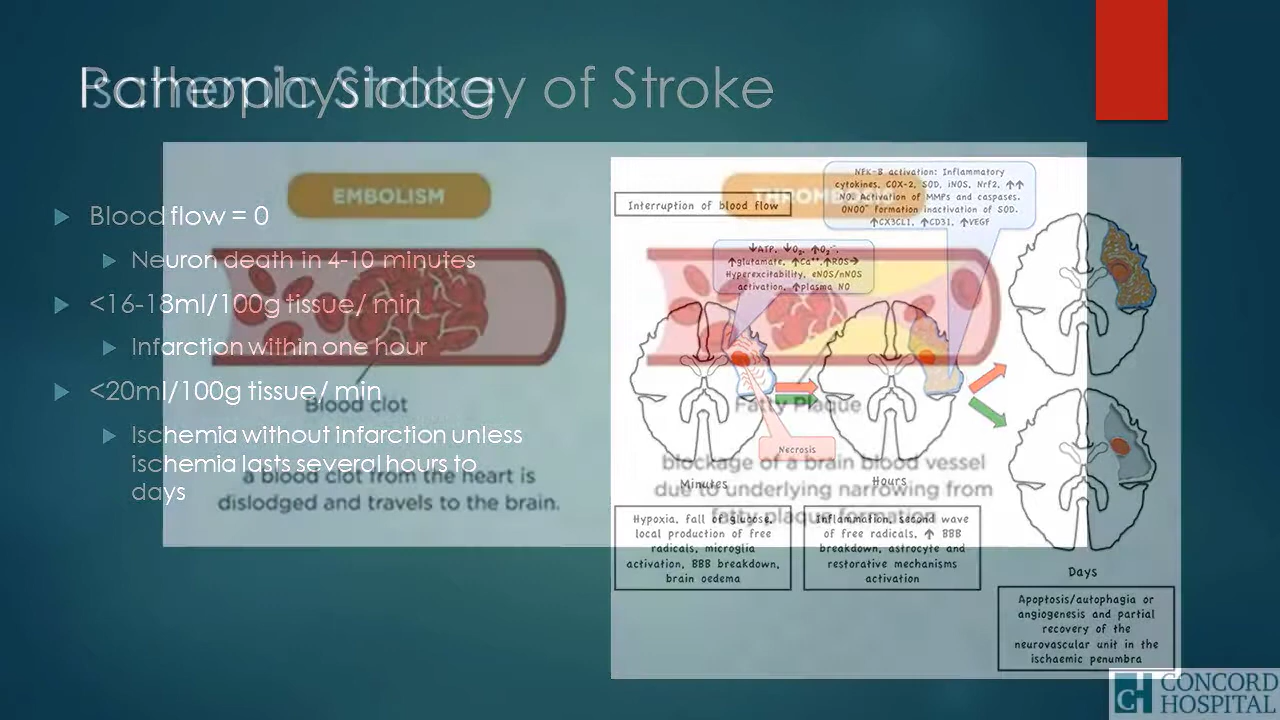 Pathophysiology of Stroke
Ischemic Stroke
Blood flow = 0
Neuron death in 4-10 minutes
<16-18ml/100g tissue/ min
Infarction within one hour
<20ml/100g tissue/ min
Ischemia without infarction unless
ischemia lasts several hours to
days
EMBOLISM
Blood clot
a blood clot from the heart is
dislodged and travels to the brain.
THROMBOSIS
Fatty Plaque
blockage of a brain blood vessel
due to underlying narrowing from
fatty plaque formation
Interruption of blood flow
NFK-B activation: Inflammatory
cytokines, COX-2, SOD, iNOS, Nrf2, ↑↑
NO. Activation of MMPs and caspases.
ONOO⁻ formation inactivation of SOD.
↑CX3CL1, ↑CD31, ↑VEGF
↓ATP, ↓O₂, ↑O₂⁻,
↑glutamate, ↑Ca⁺⁺,↑ROS→
Hyperexcitability, eNOS/nNOS
activation, ↑plasma NO
Necrosis
Minutes
Hours
Days
Hypoxia, fall of glucose,
local production of free
radicals, microglia
activation, BBB breakdown,
brain oedema
Inflammation, second wave
of free radicals, ↑ BBB
breakdown, astrocyte and
restorative mechanisms
activation
Apoptosis/autophagia or
angiogenesis and partial
recovery of the
neurovascular unit in the
ischaemic penumbra
CH CONCORD
HOSPITAL